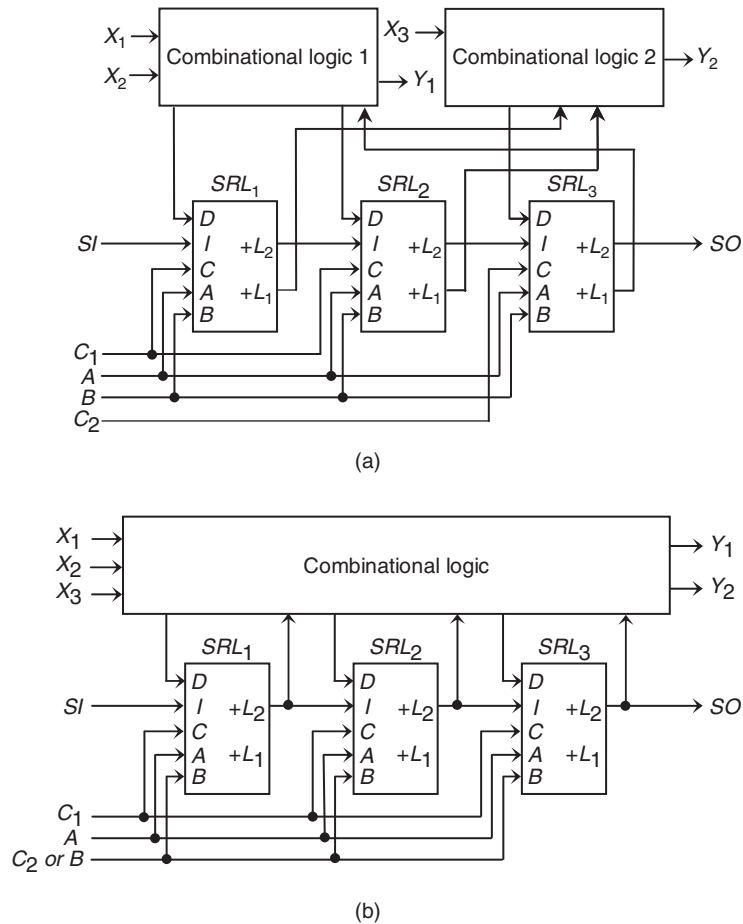 X1
X2
Combinational logic 1
Y1
X3
Combinational logic 2
Y2
SRL1
SRL2
SRL3
SI
D
I
C
A
B
+L2
+L1
D
I
C
A
B
+L2
+L1
D
I
C
A
B
+L2
+L1
SO
C1
A
B
C2
(a)
X1
X2
X3
Combinational logic
Y1
Y2
SRL1
SRL2
SRL3
SI
D
I
C
A
B
+L2
+L1
D
I
C
A
B
+L2
+L1
D
I
C
A
B
+L2
+L1
SO
C1
A
C2 or B
(b)